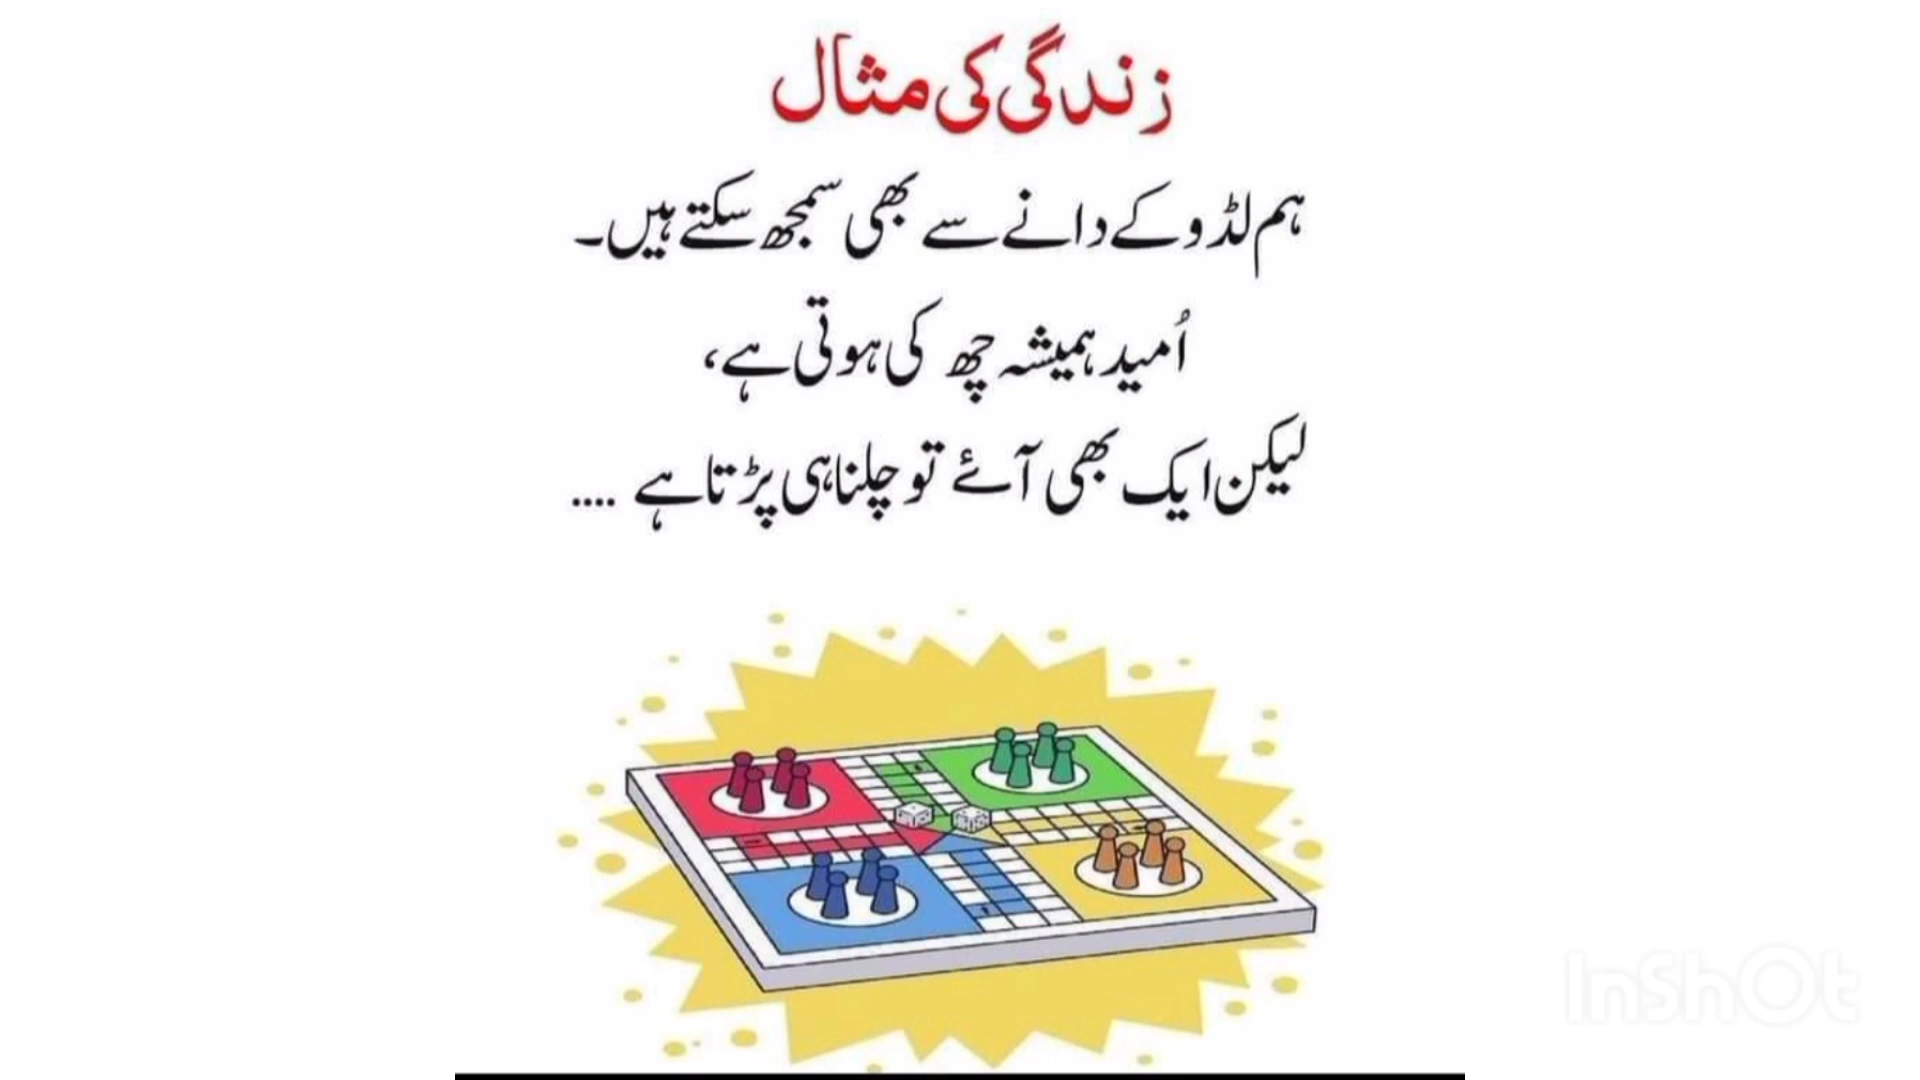 زندگی کی مثال
ہم لڈو کے دانے سے بھی سمجھ سکتے ہیں۔
اُمید ہمیشہ چھ کی ہوتی ہے،
لیکن ایک بھی آئے تو چلنا ہی پڑتا ہے ....
InShOt